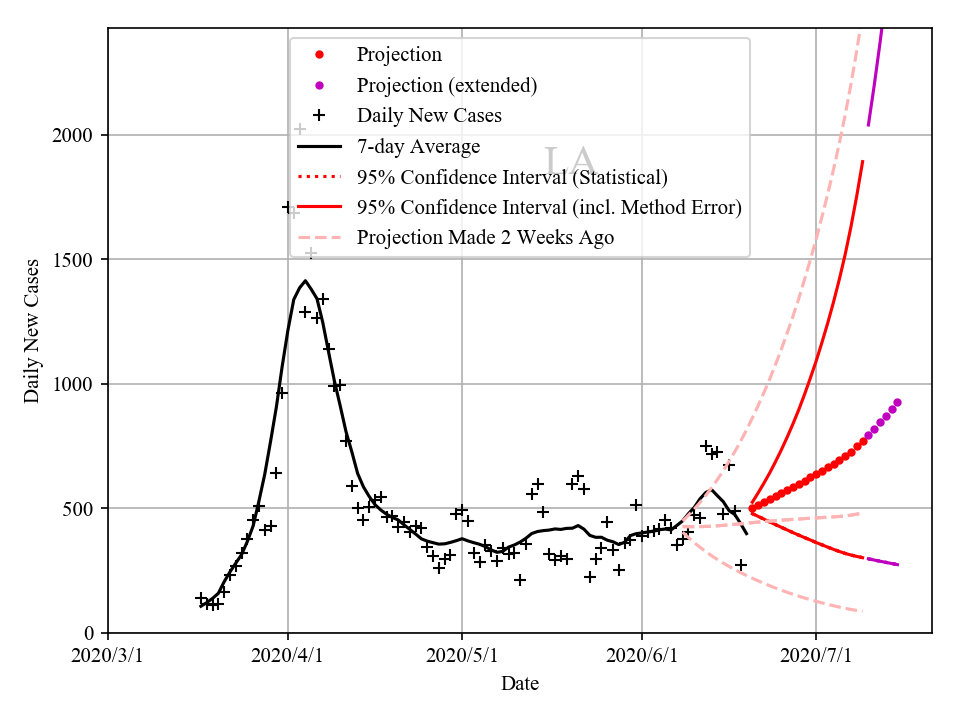 Projection
Projection (extended)
Daily New Cases
7-day Average
LA
95% Confidence Interval (Statistical)
95% Confidence Interval (incl. Method Error)
Projection Made 2 Weeks Ago
2000
1500
1000
500
0
Daily New Cases
2020/3/1
2020/4/1
2020/5/1
2020/6/1
2020/7/1
Date